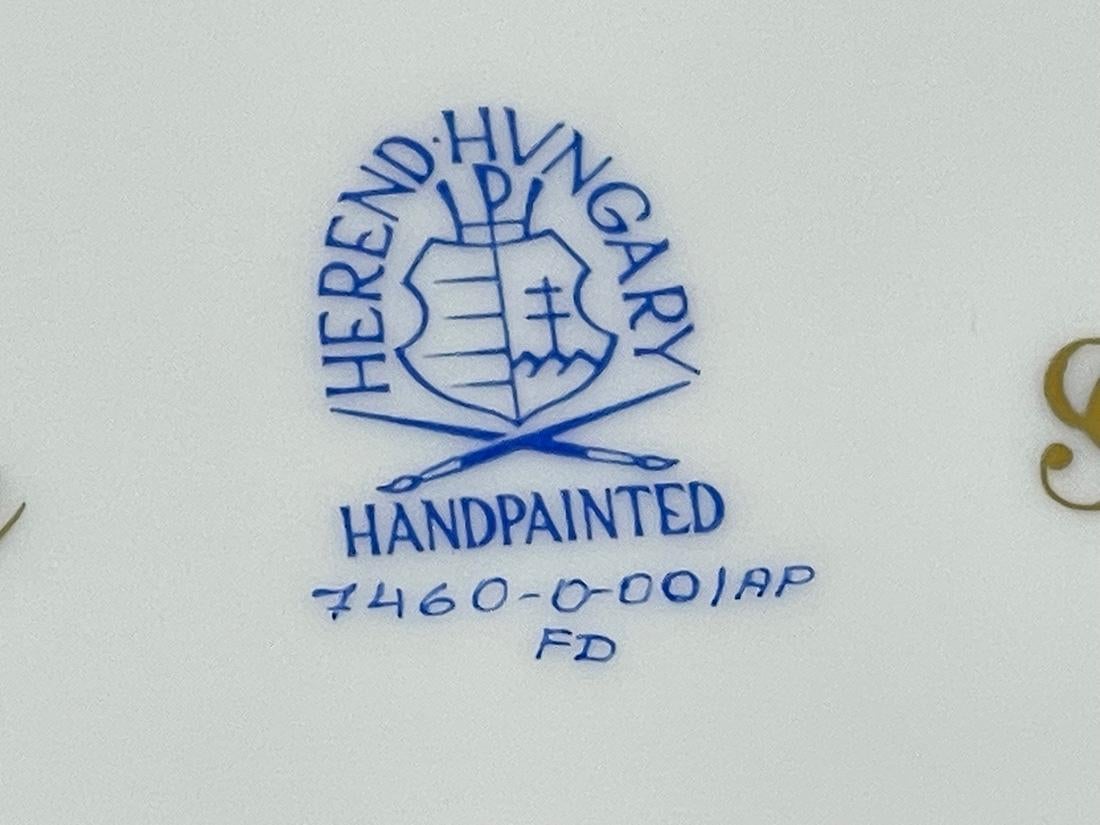 HEREND·HVNGARY
P
HANDPAINTED
7460-0-001AP
FD